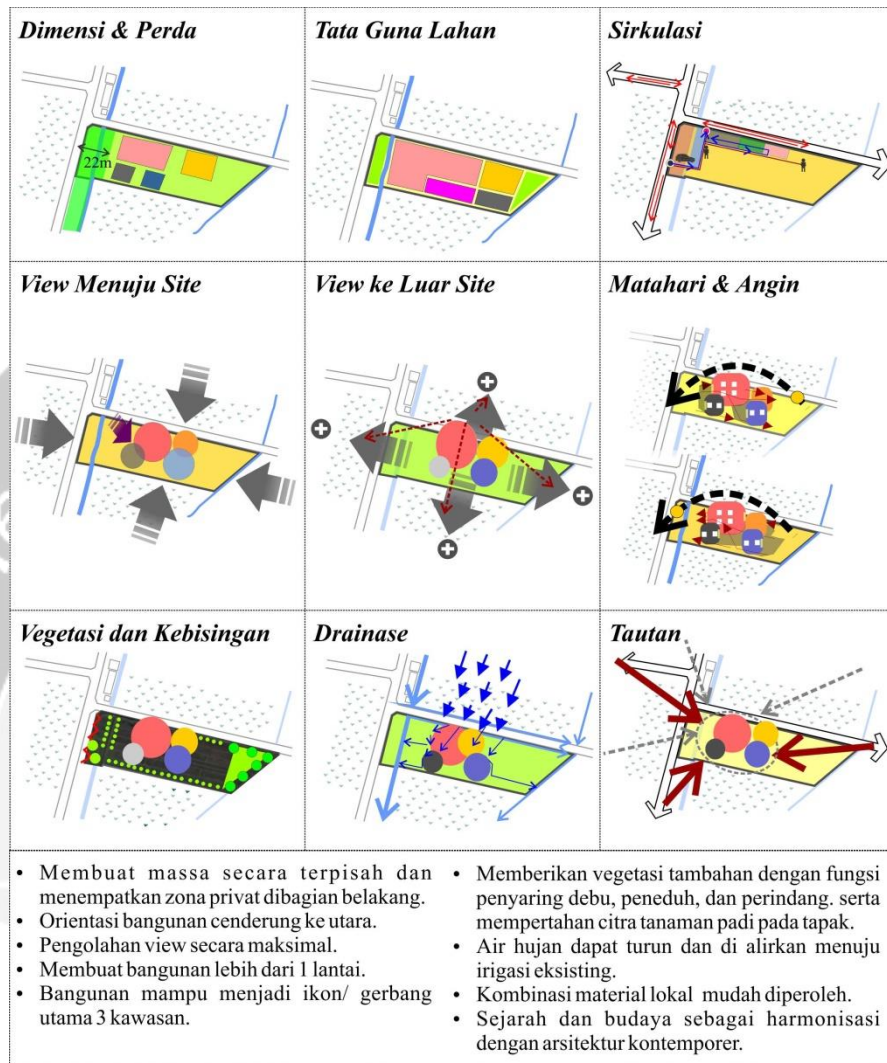 Dimensi & Perda
Tata Guna Lahan
Sirkulasi
22m
View Menuju Site
View ke Luar Site
Matahari & Angin
Vegetasi dan Kebisingan
Drainase
Tautan
• Membuat massa secara terpisah dan
menempatkan zona privat dibagian belakang.
• Orientasi bangunan cenderung ke utara.
• Pengolahan view secara maksimal.
• Membuat bangunan lebih dari 1 lantai.
• Bangunan mampu menjadi ikon/ gerbang
utama 3 kawasan.
• Memberikan vegetasi tambahan dengan fungsi
penyaring debu, peneduh, dan perindang. serta
mempertahan citra tanaman padi pada tapak.
• Air hujan dapat turun dan di alirkan menuju
irigasi eksisting.
• Kombinasi material lokal mudah diperoleh.
• Sejarah dan budaya sebagai harmonisasi
dengan arsitektur kontemporer.